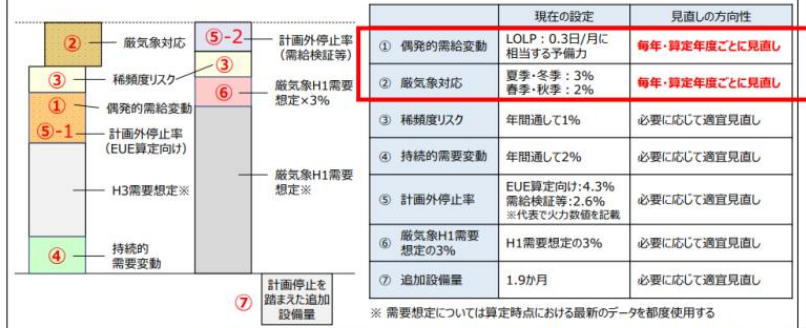 ② 厳気象対応
③ 稀頻度リスク
① 偶発的需給変動
⑤-1 計画外停止率
(EUE算定向け)
H3需要想定※
④ 持続的
需要変動
⑤-2 計画外停止率
(需給検証等)
③
⑥ 厳気象H1需要
想定×3%
厳気象H1需要
想定※
⑦ 計画停止を
踏まえた追加
設備量
現在の設定 見直しの方向性
① 偶発的需給変動 LOLP:0.3日/月に
相当する予備力 毎年・算定年度ごとに見直し
② 厳気象対応 夏季・冬季:3%
春季・秋季:2% 毎年・算定年度ごとに見直し
③ 稀頻度リスク 年間通して1% 必要に応じて適宜見直し
④ 持続的需要変動 年間通して2% 必要に応じて適宜見直し
⑤ 計画外停止率 EUE算定向け:4.3%
需給検証等:2.6%
※代表で火力数値を記載 必要に応じて適宜見直し
⑥ 厳気象H1需要
想定の3% H1需要想定の3% 必要に応じて適宜見直し
⑦ 追加設備量 1.9か月 必要に応じて適宜見直し
※ 需要想定については算定時点における最新のデータを都度使用する